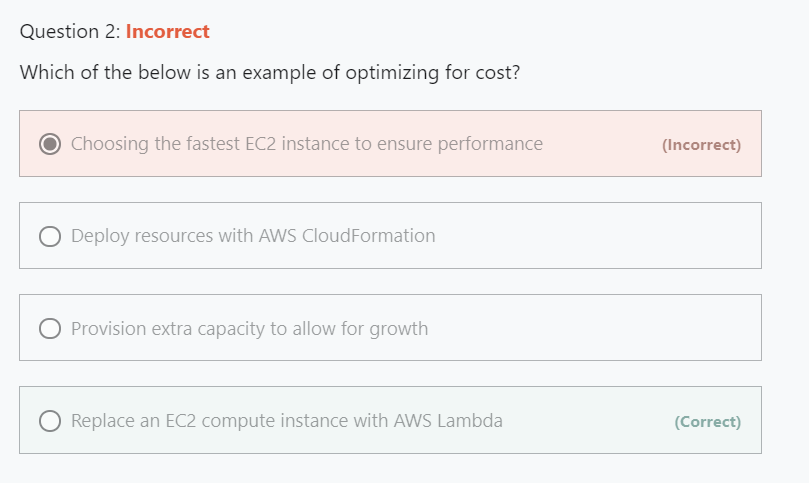 Question 2: Incorrect
Which of the below is an example of optimizing for cost?
Choosing the fastest EC2 instance to ensure performance (Incorrect)
Deploy resources with AWS CloudFormation
Provision extra capacity to allow for growth
Replace an EC2 compute instance with AWS Lambda (Correct)